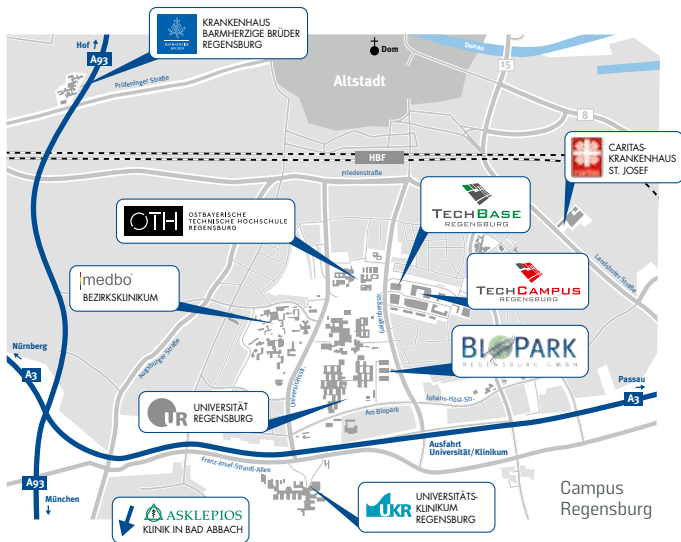 Hof
A93
BARMHERZIGE
BRÜDER
KRANKENHAUS
BARMHERZIGE BRÜDER
REGENSBURG
Dom
Donau
15
Prüfeninger Straße
Altstadt
8
HBF
Friedenstraße
CARITAS-
KRANKENHAUS
ST. JOSEF
OTH
OSTBAYERISCHE
TECHNISCHE HOCHSCHULE
REGENSBURG
TECHBASE
REGENSBURG
medbo
BEZIRKSKLINIKUM
TECHCAMPUS
REGENSBURG
Landshuter Straße
Galgenbergstr.
Nürnberg
A3
Augsburger Straße
Universitätsstr.
BIOPARK
REGENSBURG GMBH
Passau
A3
UR
UNIVERSITÄT
REGENSBURG
Johann-Hösl-Str.
Am Biopark
Ausfahrt
Universität/Klinikum
Franz-Josef-Strauß-Allee
A93
München
ASKLEPIOS
KLINIK IN BAD ABBACH
UKR
UNIVERSITÄTS-
KLINIKUM
REGENSBURG
Campus
Regensburg